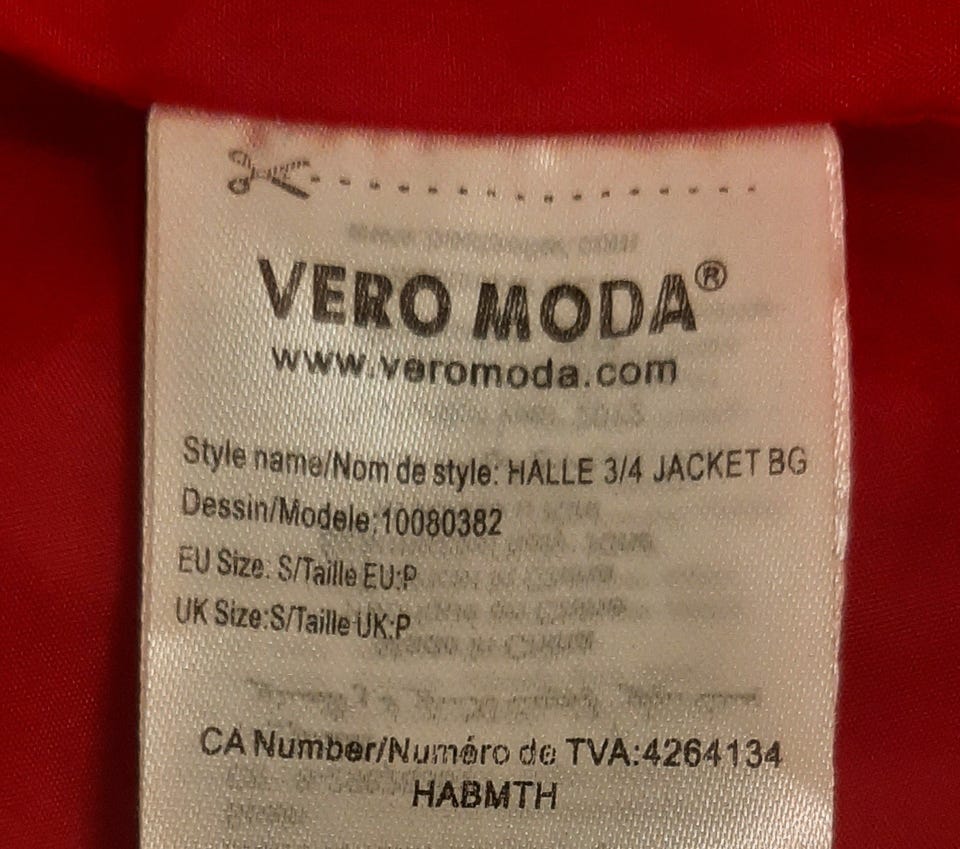 VERO MODA®
www.veromoda.com
Style name/Nom de style: HALLE 3/4 JACKET BG
Dessin/Modele:10080382
EU Size: S/Taille EU:P
UK Size:S/Taille UK:P
CA Number/Numéro de TVA:4264134
HABMTH